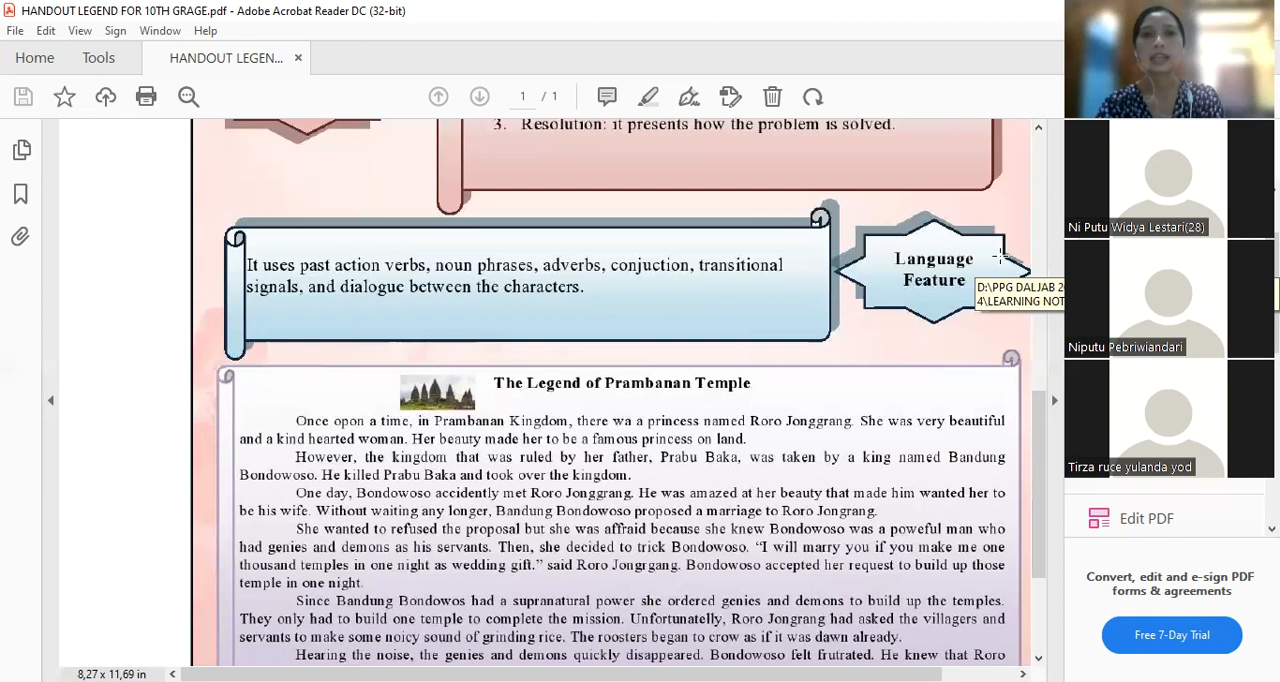 HANDOUT LEGEND FOR 10TH GRAGE.pdf - Adobe Acrobat Reader DC (32-bit)
File Edit View Sign Window Help
Home Tools HANDOUT LEGEN... ×
1 / 1
3. Resolution: it presents how the problem is solved.
It uses past action verbs, noun phrases, adverbs, conjuction, transitional
signals, and dialogue between the characters.
Language
Feature
D:\PPG DALJAB 20
4\LEARNING NOT
The Legend of Prambanan Temple
Once opon a time, in Prambanan Kingdom, there wa a princess named Roro Jonggrang. She was very beautiful
and a kind hearted woman. Her beauty made her to be a famous princess on land.
However, the kingdom that was ruled by her father, Prabu Baka, was taken by a king named Bandung
Bondowoso. He killed Prabu Baka and took over the kingdom.
One day, Bondowoso accidently met Roro Jonggrang. He was amazed at her beauty that made him wanted her to
be his wife. Without waiting any longer, Bandung Bondowoso proposed a marriage to Roro Jongrang.
She wanted to refused the proposal but she was affraid because she knew Bondowoso was a poweful man who
had genies and demons as his servants. Then, she decided to trick Bondowoso. “I will marry you if you make me one
thousand temples in one night as wedding gift.” said Roro Jongrgang. Bondowoso accepted her request to build up those
temple in one night.
Since Bandung Bondowos had a supranatural power she ordered genies and demons to build up the temples.
They only had to build one temple to complete the mission. Unfortunatelly, Roro Jongrang had asked the villagers and
servants to make some noicy sound of grinding rice. The roosters began to crow as if it was dawn already.
Hearing the noise, the genies and demons quickly disappeared. Bondowoso felt frutrated. He knew that Roro
8,27 x 11,69 in
Ni Putu Widya Lestari(28)
Niputu Pebriwiandari
Tirza ruce yulanda yod
Edit PDF
Convert, edit and e-sign PDF
forms & agreements
Free 7-Day Trial